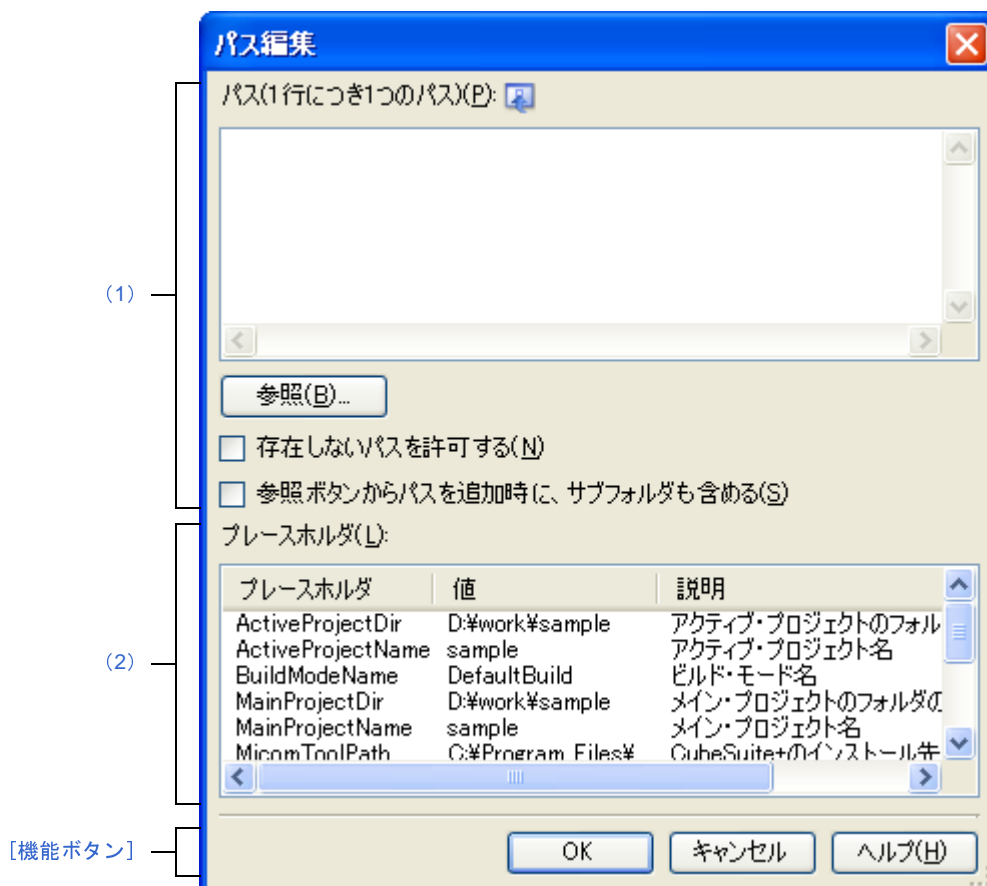 パス編集
パス(1行につき1つのパス)(P):
(1)
参照(B)...
存在しないパスを許可する(N)
参照ボタンからパスを追加時に、サブフォルダも含める(S)
プレースホルダ(L):
プレースホルダ 値 説明
ActiveProjectDir D:¥work¥sample アクティブ・プロジェクトのフォル
ActiveProjectName sample アクティブ・プロジェクト名
BuildModeName DefaultBuild ビルド・モード名
(2)
MainProjectDir D:¥work¥sample メイン・プロジェクトのフォルダの
MainProjectName sample メイン・プロジェクト名
MicomToolPath C:¥Program Files¥ CubeSuite+のインストール先
[機能ボタン]
OK キャンセル ヘルプ(H)